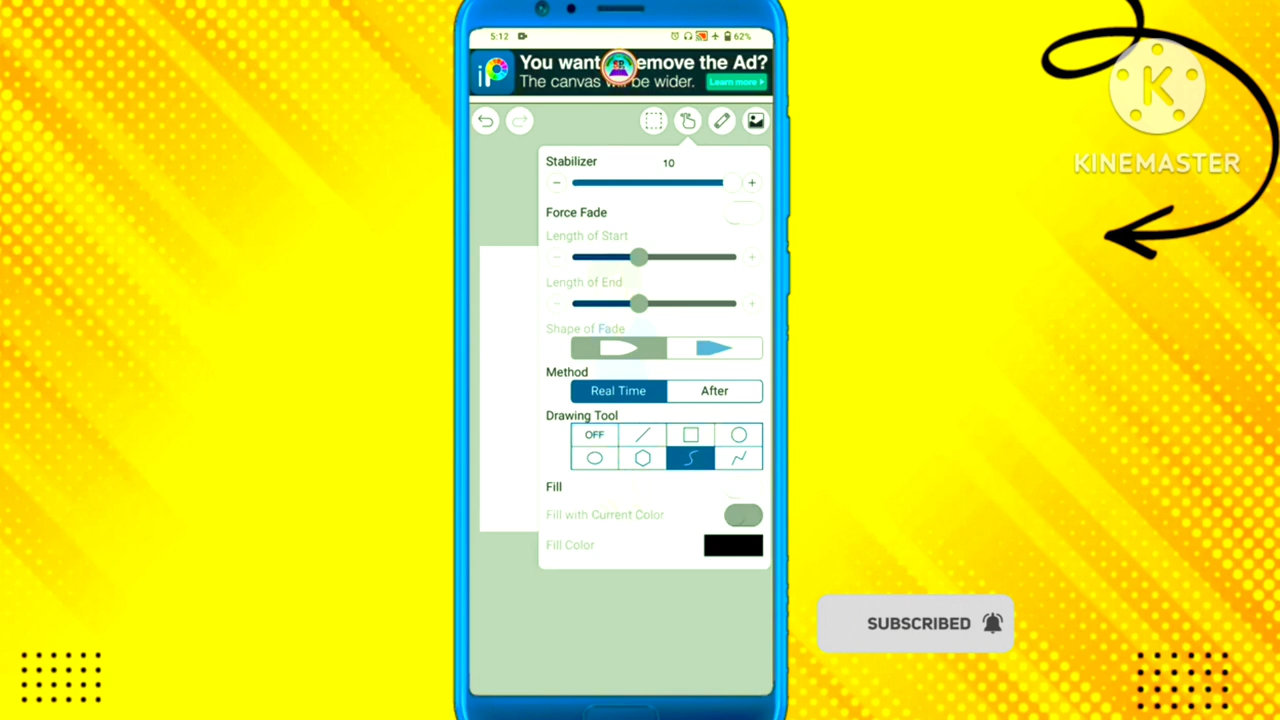 5:12
62%
iP
You want emove the Ad?
The canvas be wider.
Learn more
K
KINEMASTER
Stabilizer
10
Force Fade
Length of Start
Length of End
Shape of Fade
Method
Real Time
After
Drawing Tool
OFF
Fill
Fill with Current Color
Fill Color
SUBSCRIBED